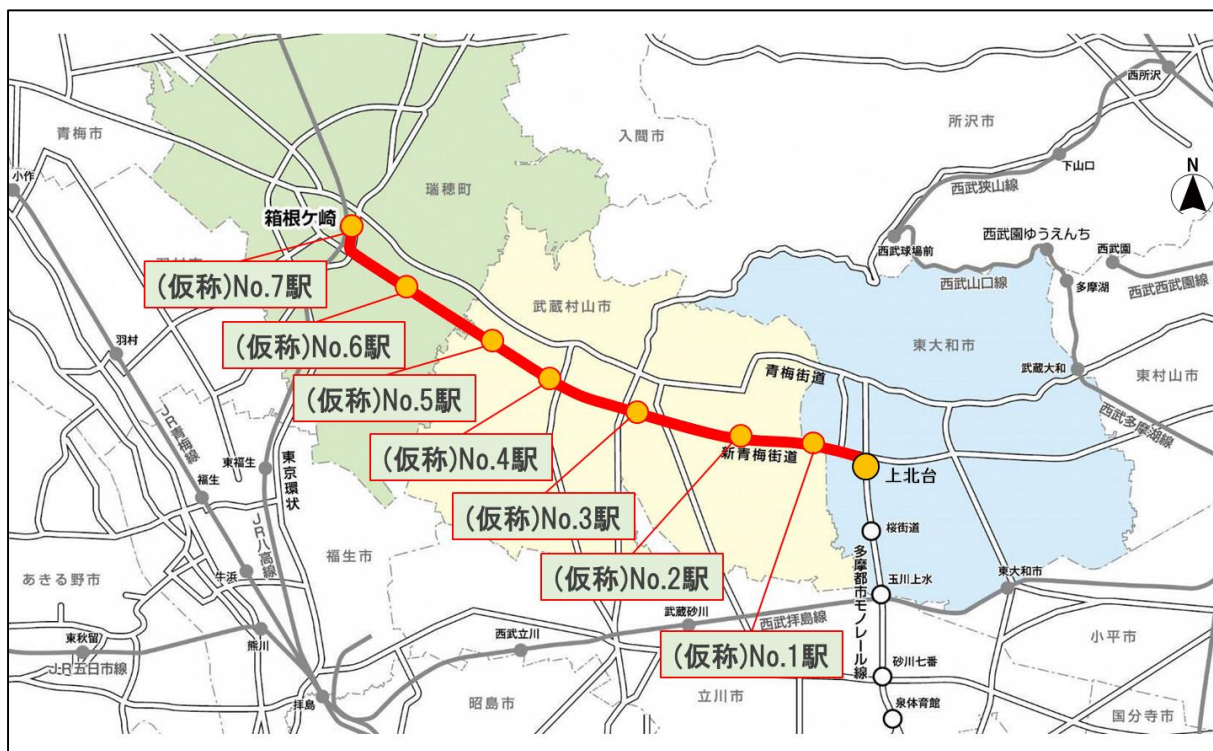 西所沢
入間市
所沢市
青梅市
下山口
西武狭山線
N
小作
瑞穂町
箱根ケ崎
西武球場前
西武園ゆうえんち
西武園
西武山口線
多摩湖
西武西武園線
(仮称)No.7駅
武蔵村山市
(仮称)No.6駅
東大和市
羽村
青梅街道
武蔵大和
東村山市
(仮称)No.5駅
西武多摩湖線
(仮称)No.4駅
新青梅街道
上北台
JR青梅線
東福生
東京環状
福生
(仮称)No.3駅
桜街道
JR八高線
福生市
(仮称)No.2駅
多摩都市モノレール線
あきる野市
牛浜
玉川上水
東大和市
武蔵砂川
西武拝島線
東秋留
熊川
西武立川
(仮称)No.1駅
小平市
JR五日市線
砂川七番
拝島
昭島市
立川市
泉体育館
国分寺市